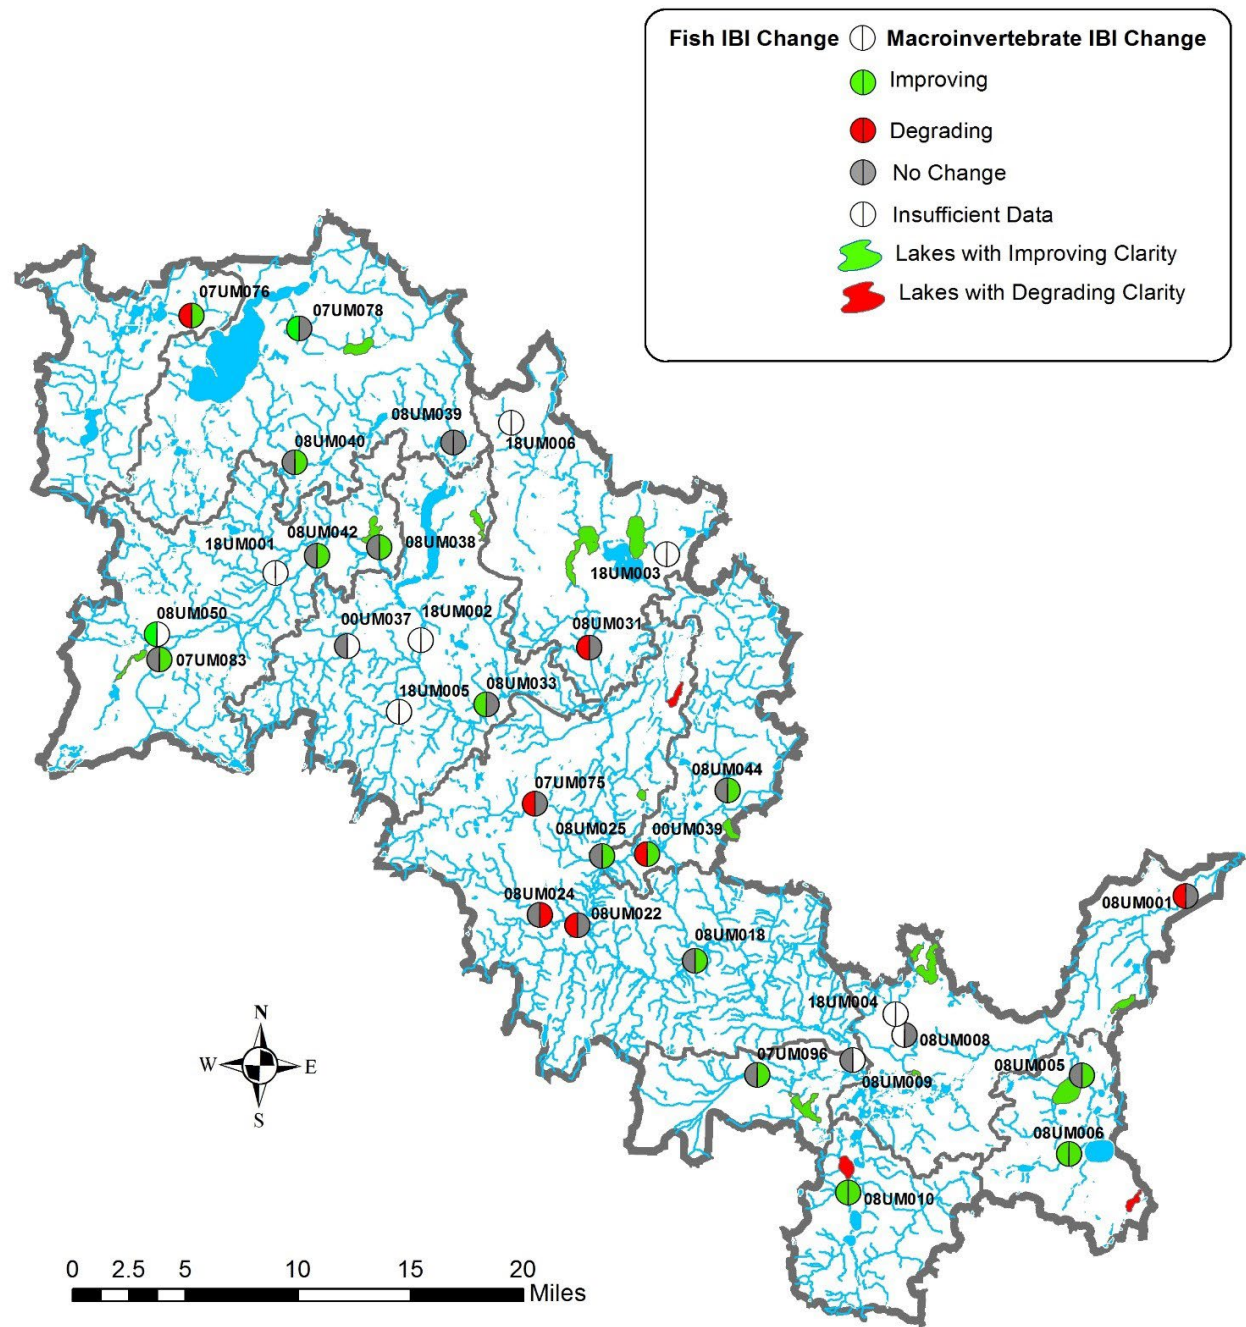 Fish IBI Change Macroinvertebrate IBI Change
Improving
Degrading
No Change
Insufficient Data
Lakes with Improving Clarity
Lakes with Degrading Clarity
07UM076
07UM078
08UM039
18UM006
08UM040
18UM001
08UM042
08UM038
18UM003
08UM050
07UM083
00UM037
18UM002
08UM031
18UM005
08UM033
07UM075
08UM044
08UM025
00UM039
08UM024
08UM022
08UM001
08UM018
18UM004
08UM008
07UM096
08UM009
08UM005
08UM006
08UM010
N
W E
S
0 2.5 5 10 15 20
Miles